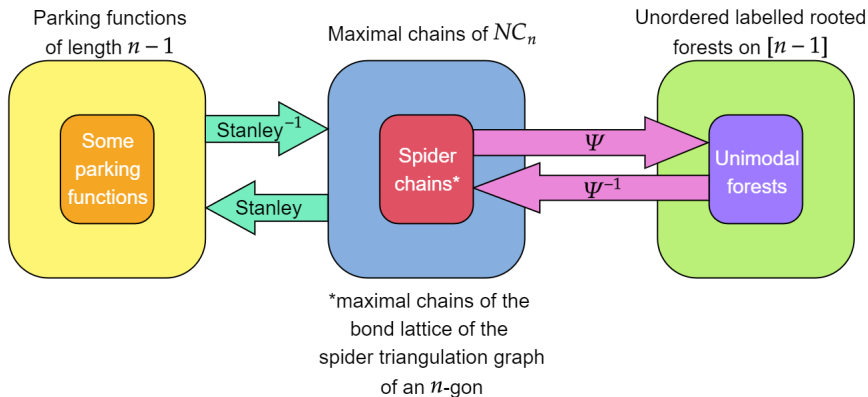 Parking functions
of length n − 1
Maximal chains of NCₙ
Unordered labelled rooted
forests on [n − 1]
Stanley⁻¹
Stanley
Some
parking
functions
Spider
chains*
Ψ
Ψ⁻¹
Unimodal
forests
*maximal chains of the
bond lattice of the
spider triangulation graph
of an n-gon